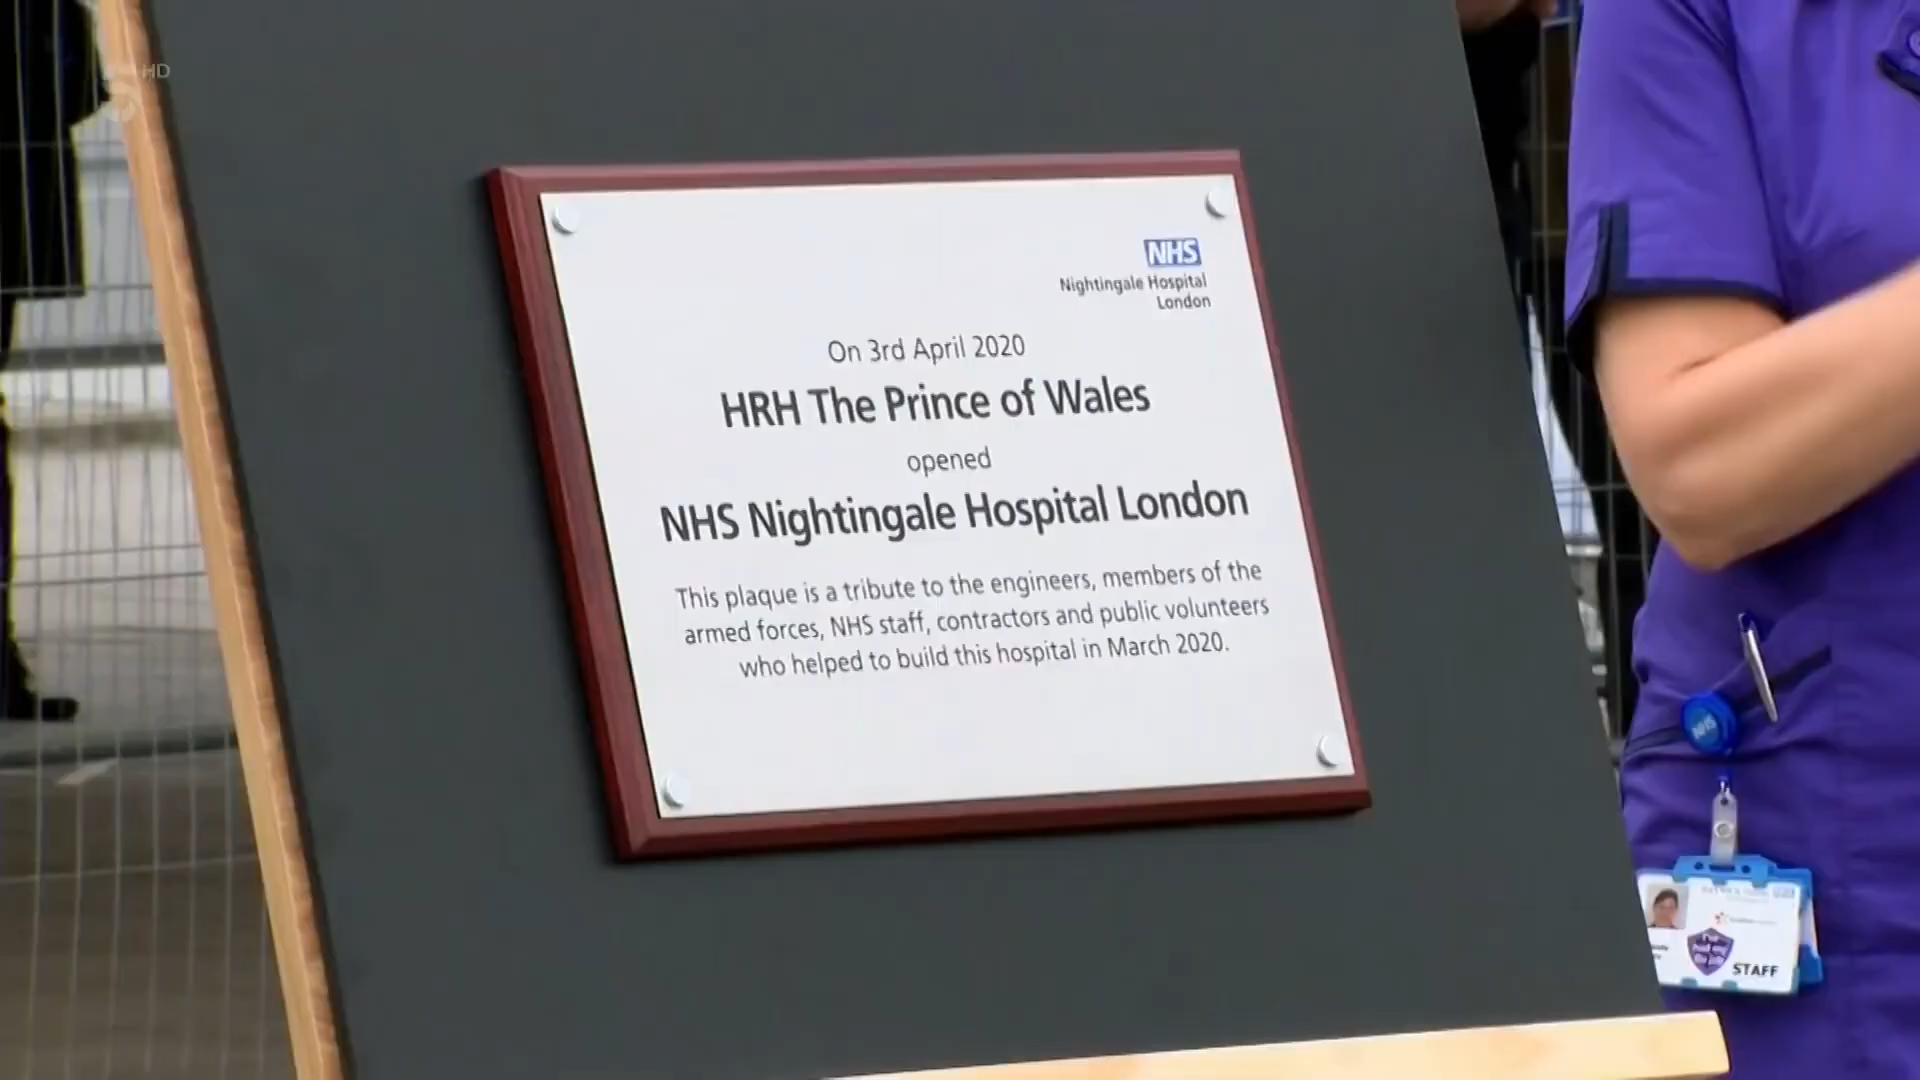 HD
5
NHS
Nightingale Hospital
London
On 3rd April 2020
HRH The Prince of Wales
opened
NHS Nightingale Hospital London
This plaque is a tribute to the engineers, members of the
armed forces, NHS staff, contractors and public volunteers
who helped to build this hospital in March 2020.
NHS
STAFF